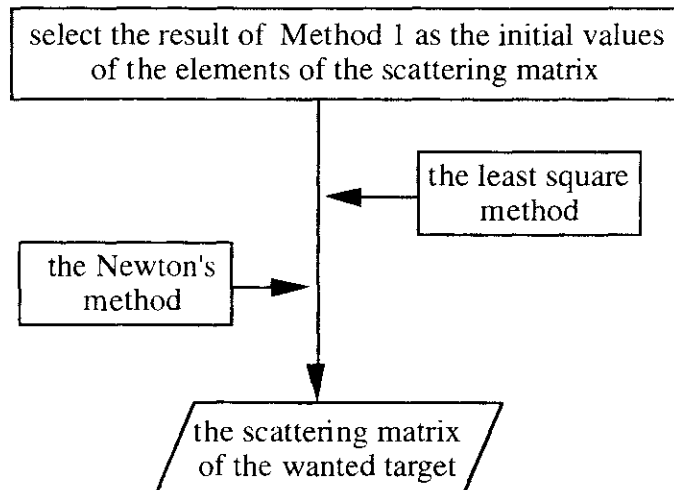 select the result of Method 1 as the initial values
of the elements of the scattering matrix
the least square
method
the Newton's
method
the scattering matrix
of the wanted target